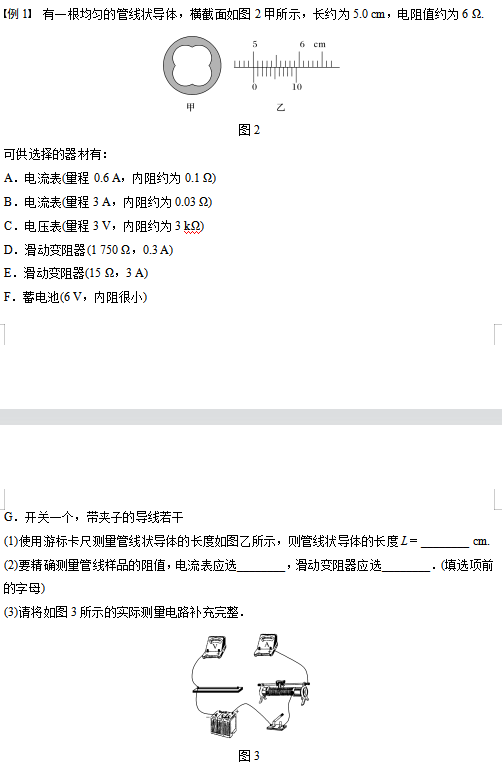 【例1】 有一根均匀的管线状导体，横截面如图2甲所示，长约为5.0 cm，电阻值约为6 Ω.
5 6 cm
0 10
甲 乙
图2
可供选择的器材有：
A．电流表(量程 0.6 A，内阻约为 0.1 Ω)
B．电流表(量程 3 A，内阻约为 0.03 Ω)
C．电压表(量程 3 V，内阻约为 3 kΩ)
D．滑动变阻器(1 750 Ω，0.3 A)
E．滑动变阻器(15 Ω，3 A)
F．蓄电池(6 V，内阻很小)
G．开关一个，带夹子的导线若干
(1)使用游标卡尺测量管线状导体的长度如图乙所示，则管线状导体的长度 L＝ ________ cm.
(2)要精确测量管线样品的阻值，电流表应选________，滑动变阻器应选________．(填选项前
的字母)
(3)请将如图 3 所示的实际测量电路补充完整．
V A
图3